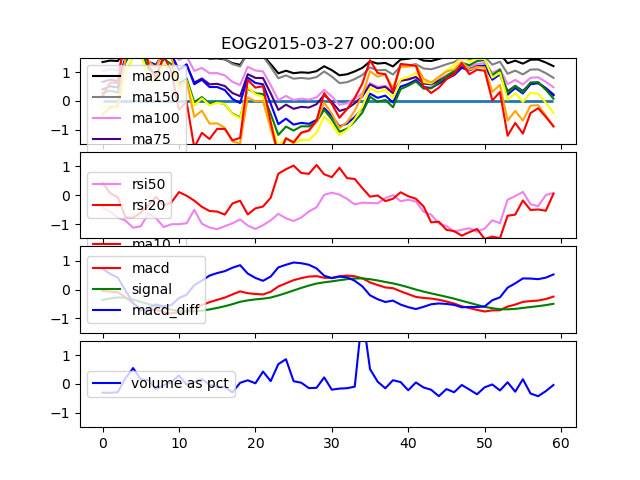 EOG2015-03-27 00:00:00
1
0
−1
ma200
ma150
ma100
ma75
1
0
−1
rsi50
rsi20
ma10
1
0
−1
macd
signal
macd_diff
1
0
−1
volume as pct
0 10 20 30 40 50 60